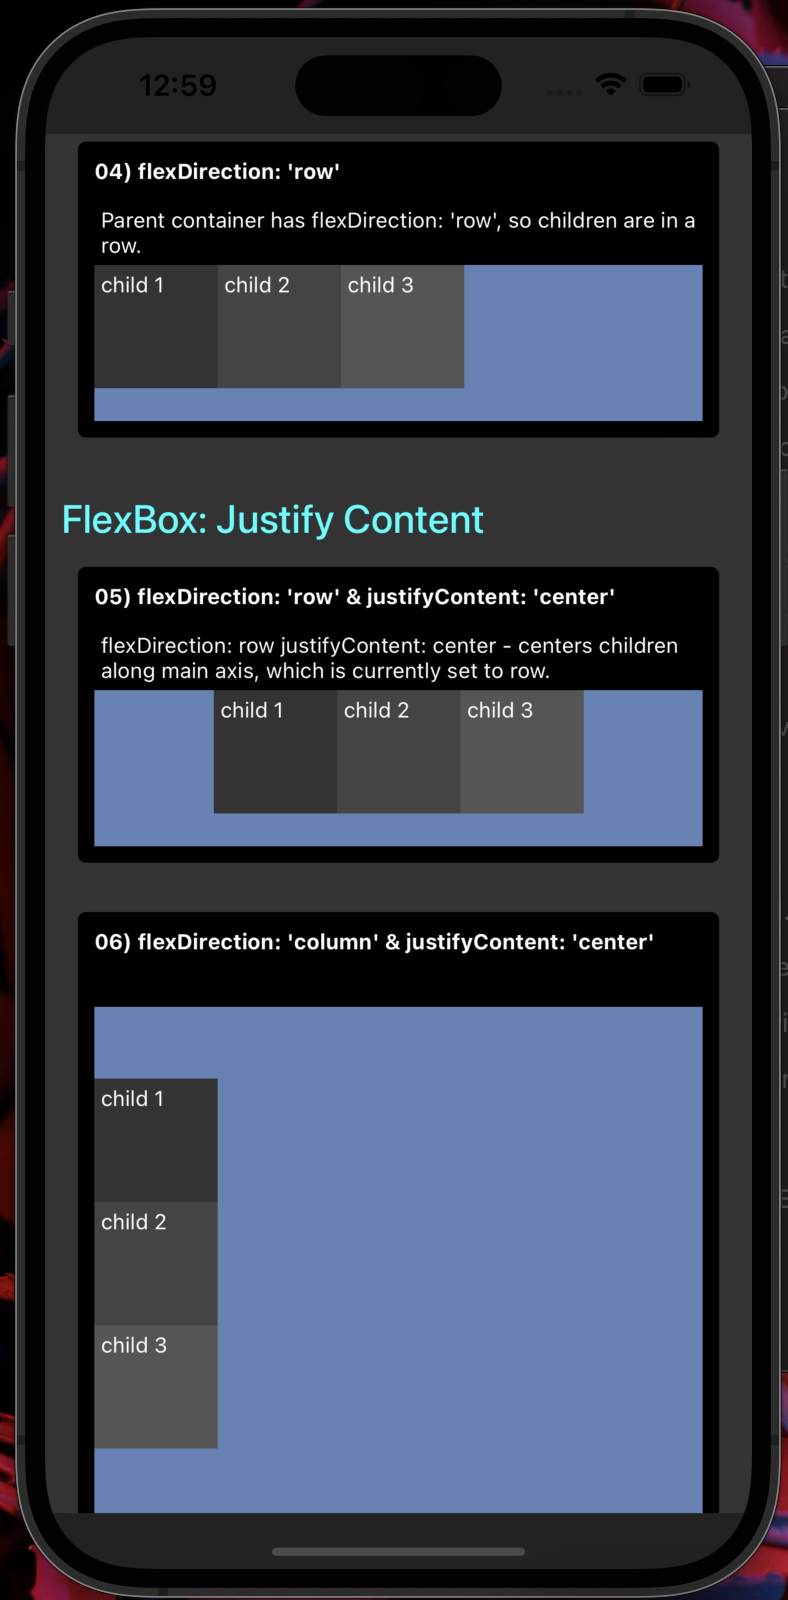 12:59
04) flexDirection: 'row'
Parent container has flexDirection: 'row', so children are in a
row.
child 1 child 2 child 3
FlexBox: Justify Content
05) flexDirection: 'row' & justifyContent: 'center'
flexDirection: row justifyContent: center - centers children
along main axis, which is currently set to row.
child 1 child 2 child 3
06) flexDirection: 'column' & justifyContent: 'center'
child 1
child 2
child 3